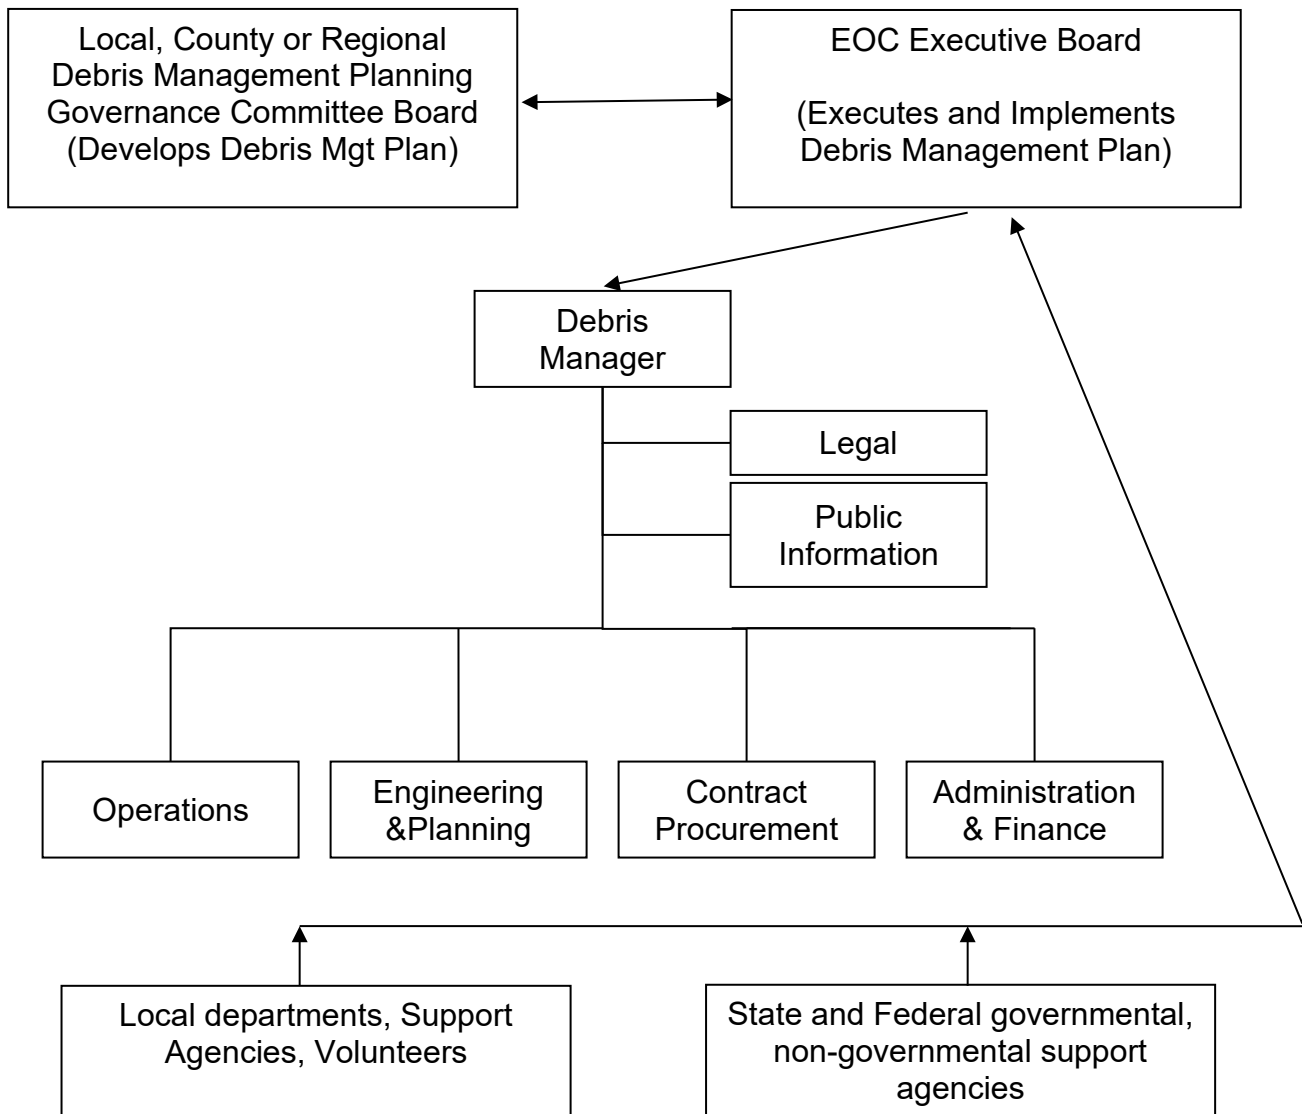 Local, County or Regional
Debris Management Planning
Governance Committee Board
(Develops Debris Mgt Plan)
EOC Executive Board
(Executes and Implements
Debris Management Plan)
Debris
Manager
Legal
Public
Information
Operations
Engineering
&Planning
Contract
Procurement
Administration
& Finance
Local departments, Support
Agencies, Volunteers
State and Federal governmental,
non-governmental support
agencies